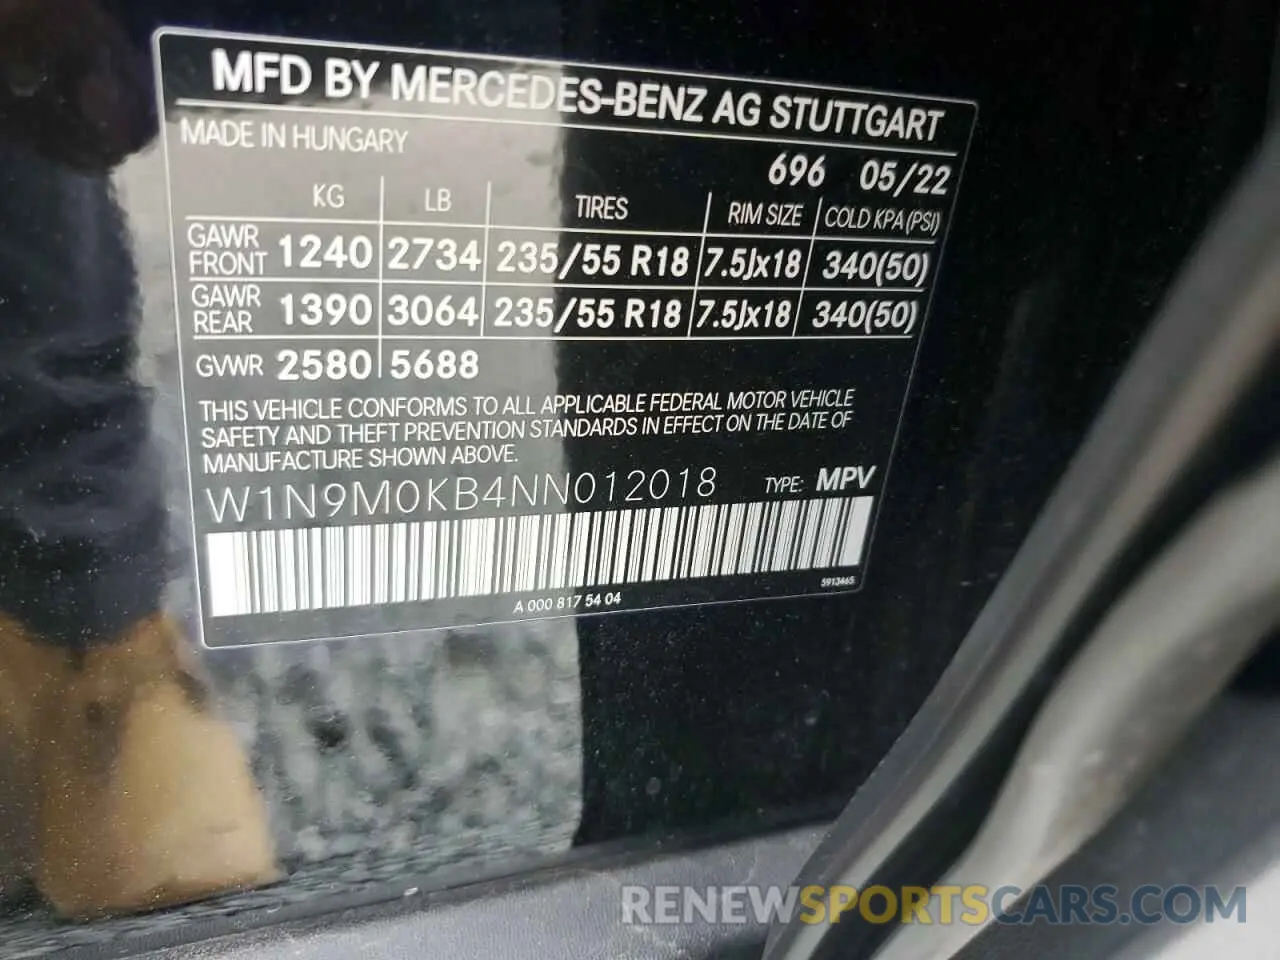 MFD BY MERCEDES-BENZ AG STUTTGART
MADE IN HUNGARY
696 05/22
KG LB TIRES RIM SIZE COLD KPA (PSI)
GAWR FRONT 1240 2734 235/55 R18 7.5Jx18 340(50)
GAWR REAR 1390 3064 235/55 R18 7.5Jx18 340(50)
GVWR 2580 5688
THIS VEHICLE CONFORMS TO ALL APPLICABLE FEDERAL MOTOR VEHICLE
SAFETY AND THEFT PREVENTION STANDARDS IN EFFECT ON THE DATE OF
MANUFACTURE SHOWN ABOVE.
W1N9M0KB4NN012018 TYPE: MPV
5913465
A 000 817 54 04
RENEWSPORTSCARS.COM